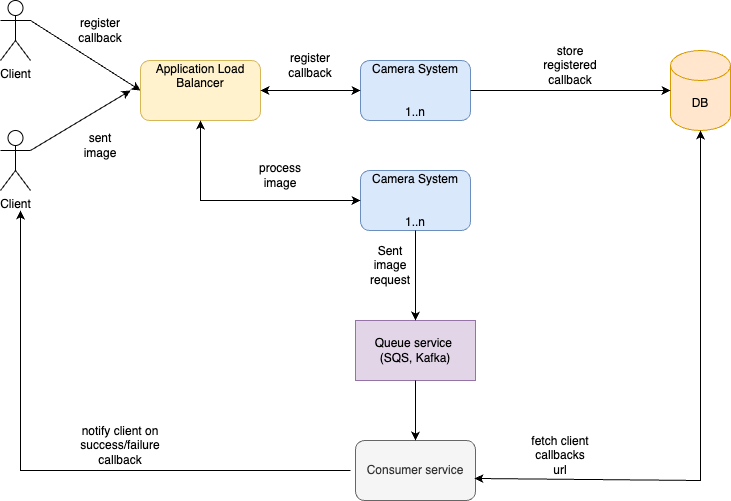 register
callback
Client
Application Load
Balancer
register
callback
Camera System
1..n
store
registered
callback
DB
sent
image
Client
process
image
Camera System
1..n
Sent
image
request
Queue service
(SQS, Kafka)
notify client on
success/failure
callback
Consumer service
fetch client
callbacks
url